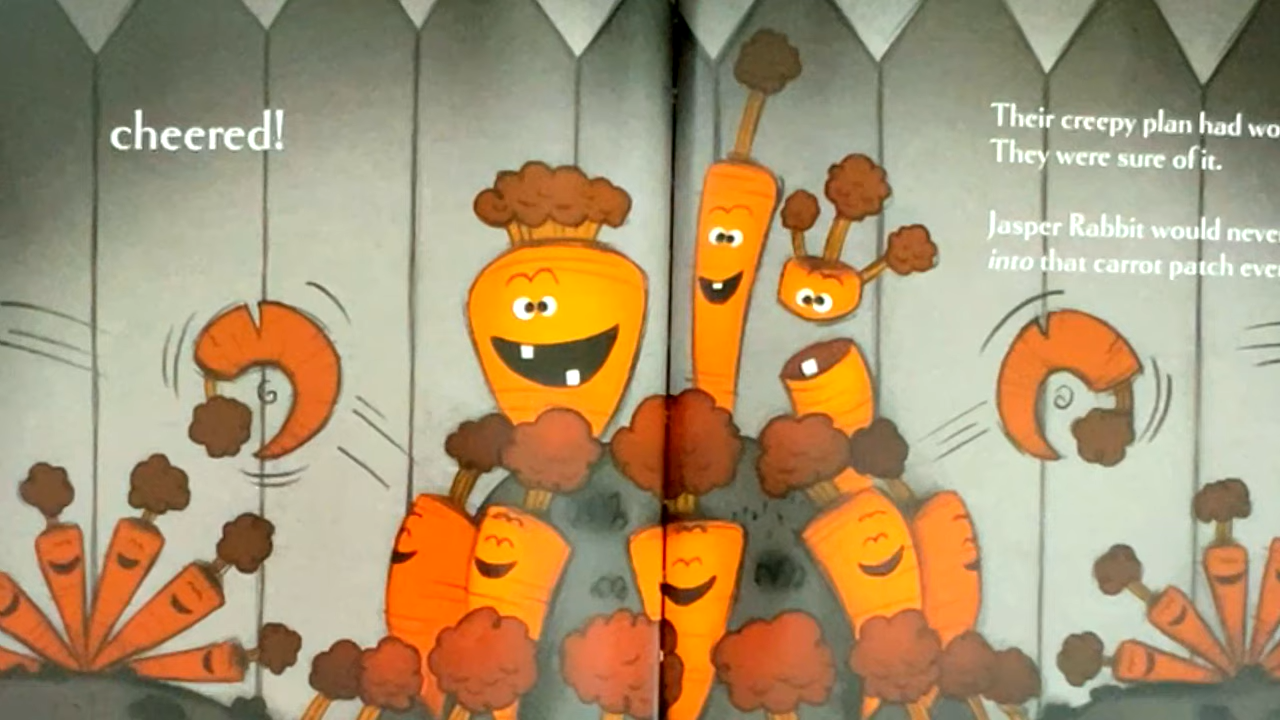 cheered!
Their creepy plan had
They were sure of it.
Jasper Rabbit would
into that carrot patch